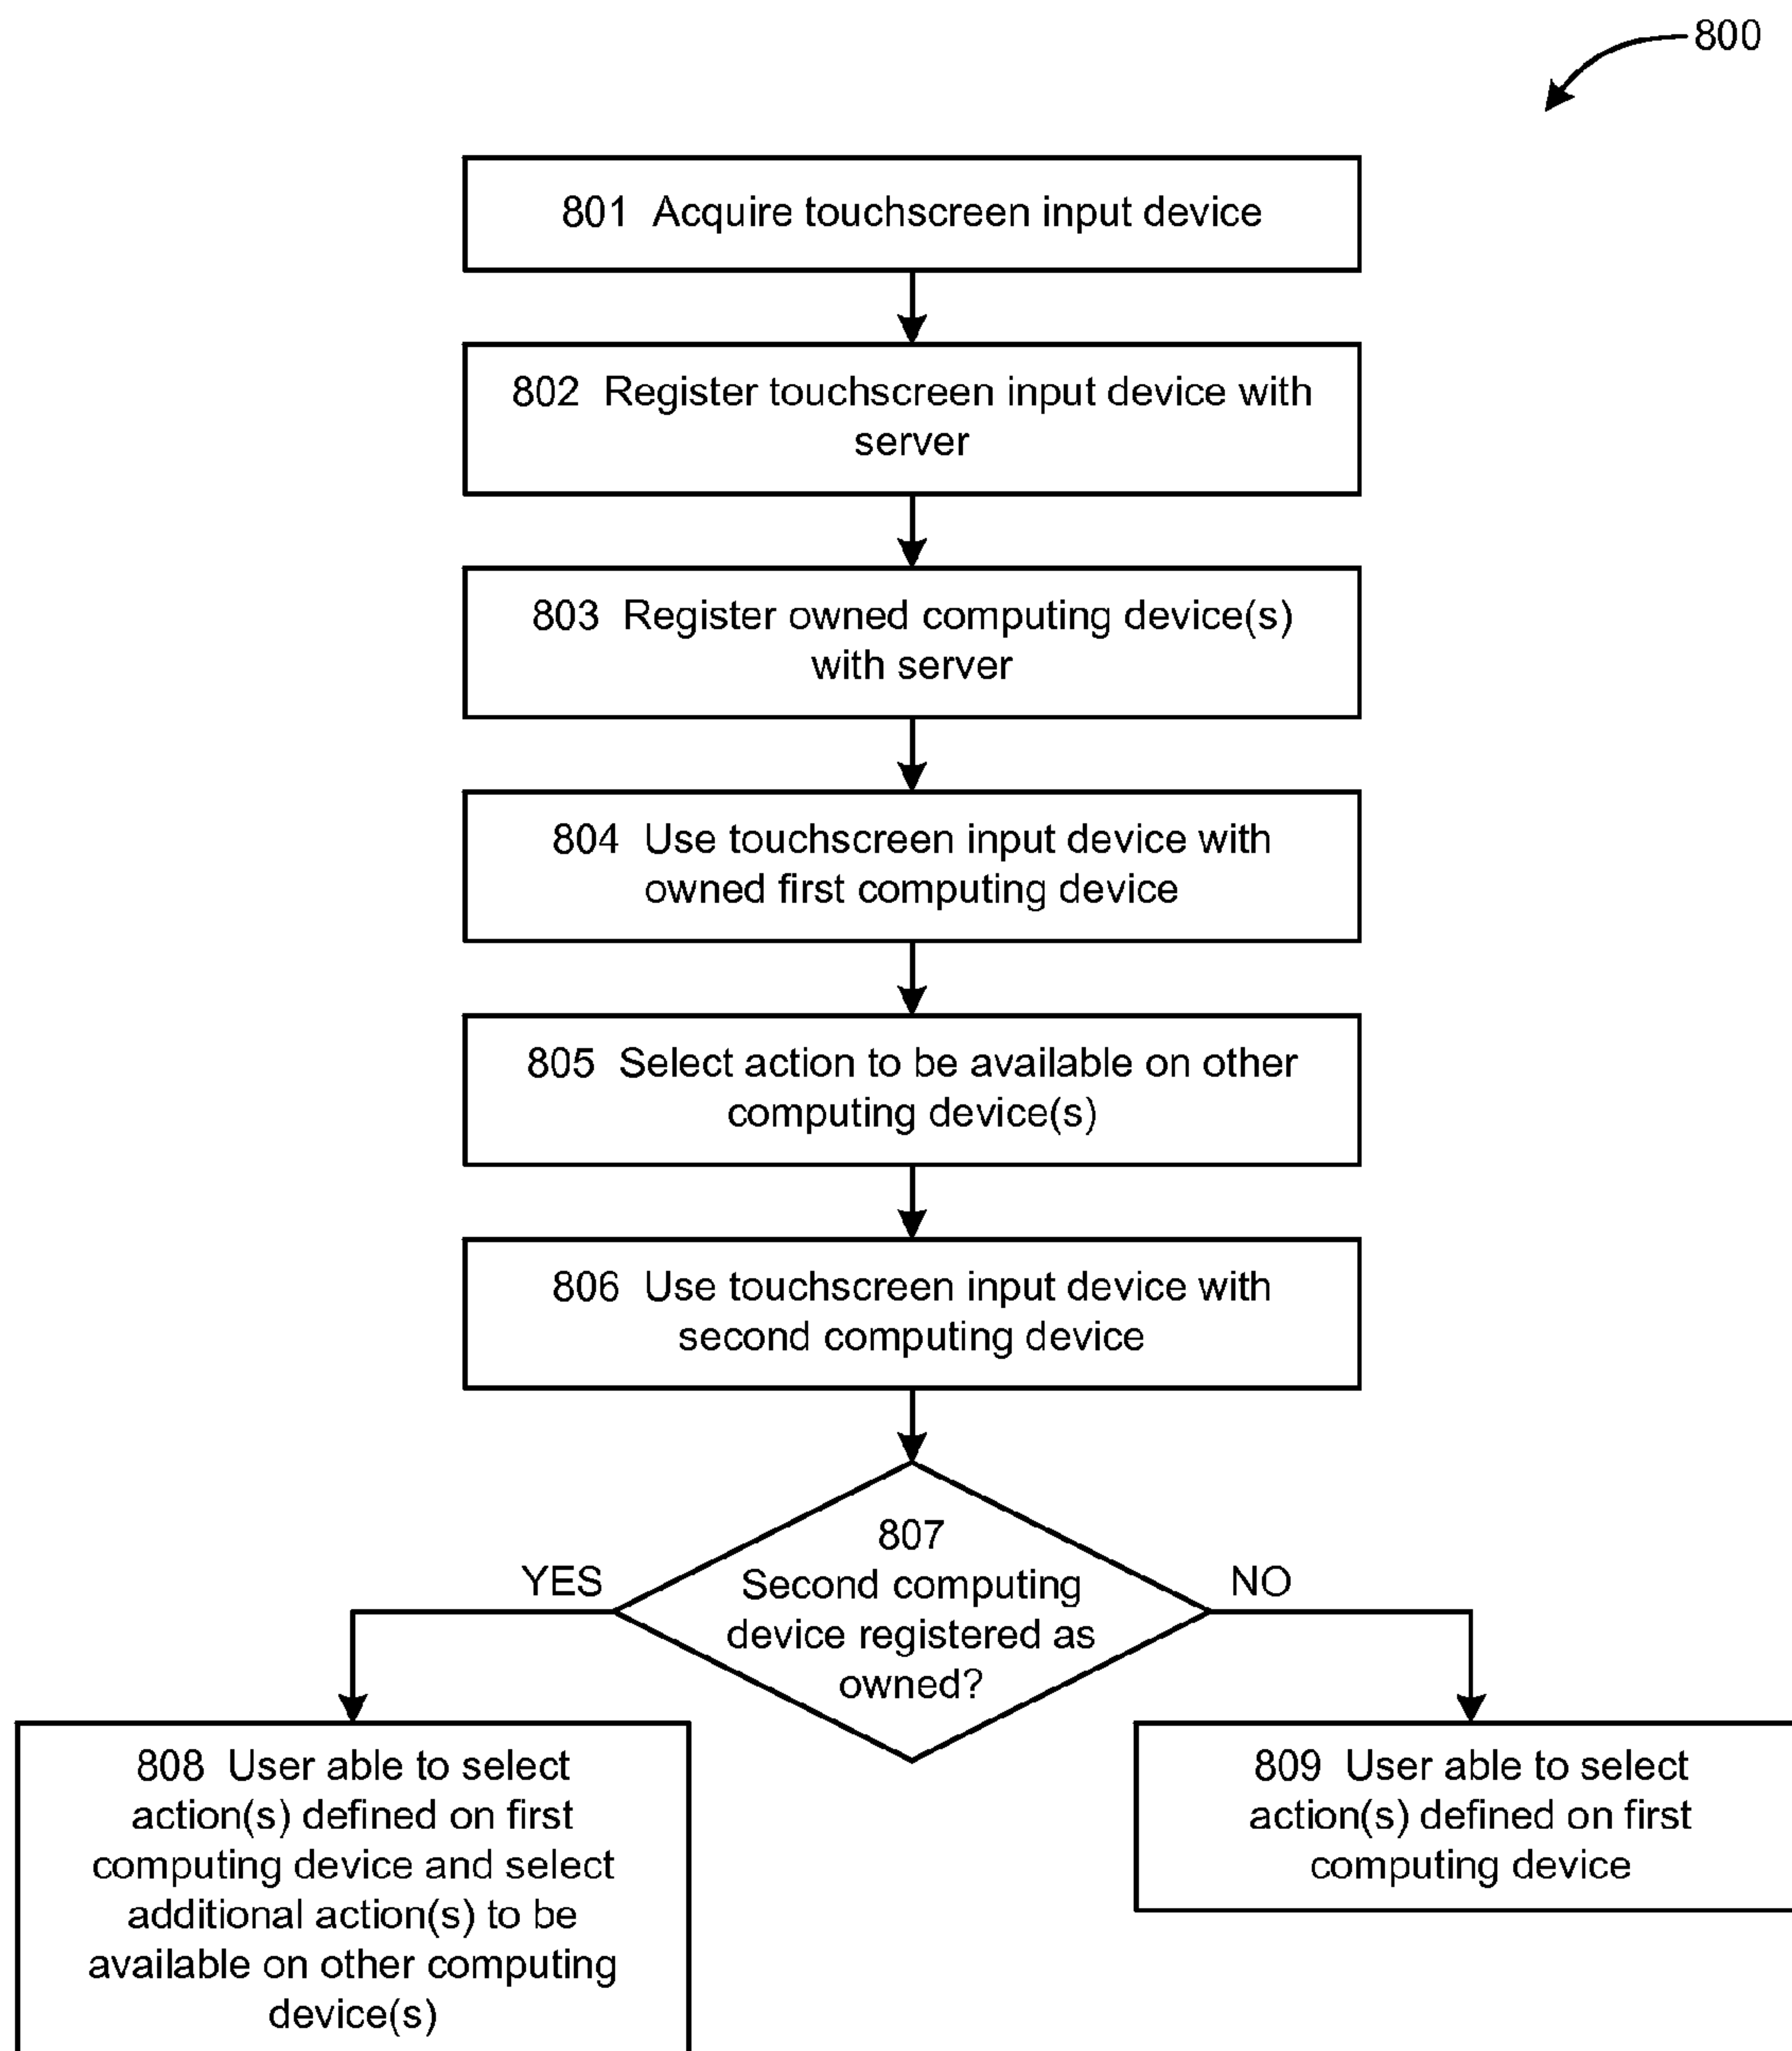 800
801 Acquire touchscreen input device
802 Register touchscreen input device with
server
803 Register owned computing device(s)
with server
804 Use touchscreen input device with
owned first computing device
805 Select action to be available on other
computing device(s)
806 Use touchscreen input device with
second computing device
807
Second computing
device registered as
owned?
YES
NO
808 User able to select
action(s) defined on first
computing device and select
additional action(s) to be
available on other computing
device(s)
809 User able to select
action(s) defined on first
computing device